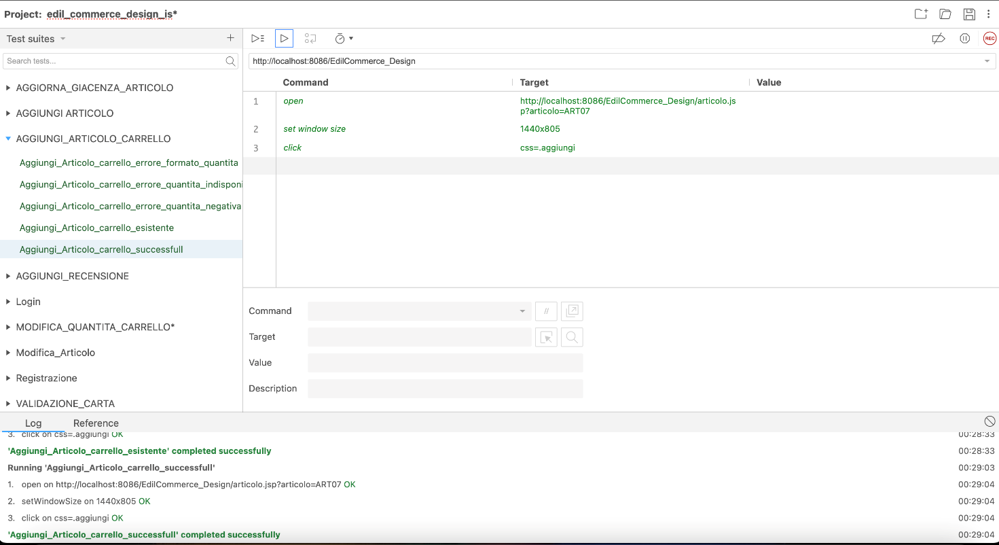 Project: edil_commerce_design_is*
Test suites
Search tests...
AGGIORNA_GIACENZA_ARTICOLO
AGGIUNGI ARTICOLO
AGGIUNGI_ARTICOLO_CARRELLO
Aggiungi_Articolo_carrello_errore_formato_quantita
Aggiungi_Articolo_carrello_errore_quantita_indisponi
Aggiungi_Articolo_carrello_errore_quantita_negativa
Aggiungi_Articolo_carrello_esistente
Aggiungi_Articolo_carrello_successfull
AGGIUNGI_RECENSIONE
Login
MODIFICA_QUANTITA_CARRELLO*
Modifica_Articolo
Registrazione
VALIDAZIONE_CARTA
REC
http://localhost:8086/EdilCommerce_Design
Command Target Value
1 open http://localhost:8086/EdilCommerce_Design/articolo.js
p?articolo=ART07
2 set window size 1440x805
3 click css=.aggiungi
Command //
Target
Value
Description
Log Reference
3. click on css=.aggiungi OK 00:28:33
'Aggiungi_Articolo_carrello_esistente' completed successfully 00:28:33
Running 'Aggiungi_Articolo_carrello_successfull' 00:29:03
1. open on http://localhost:8086/EdilCommerce_Design/articolo.jsp?articolo=ART07 OK 00:29:04
2. setWindowSize on 1440x805 OK 00:29:04
3. click on css=.aggiungi OK 00:29:04
'Aggiungi_Articolo_carrello_successfull' completed successfully 00:29:04